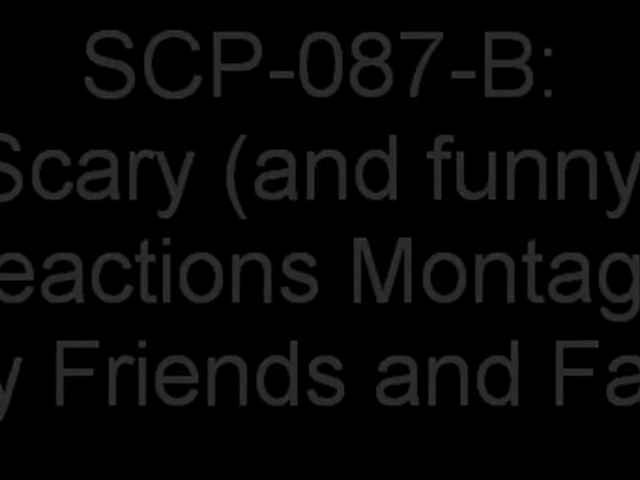 SCP-087-B:
Scary (and funny
eactions Montag
y Friends and Fa